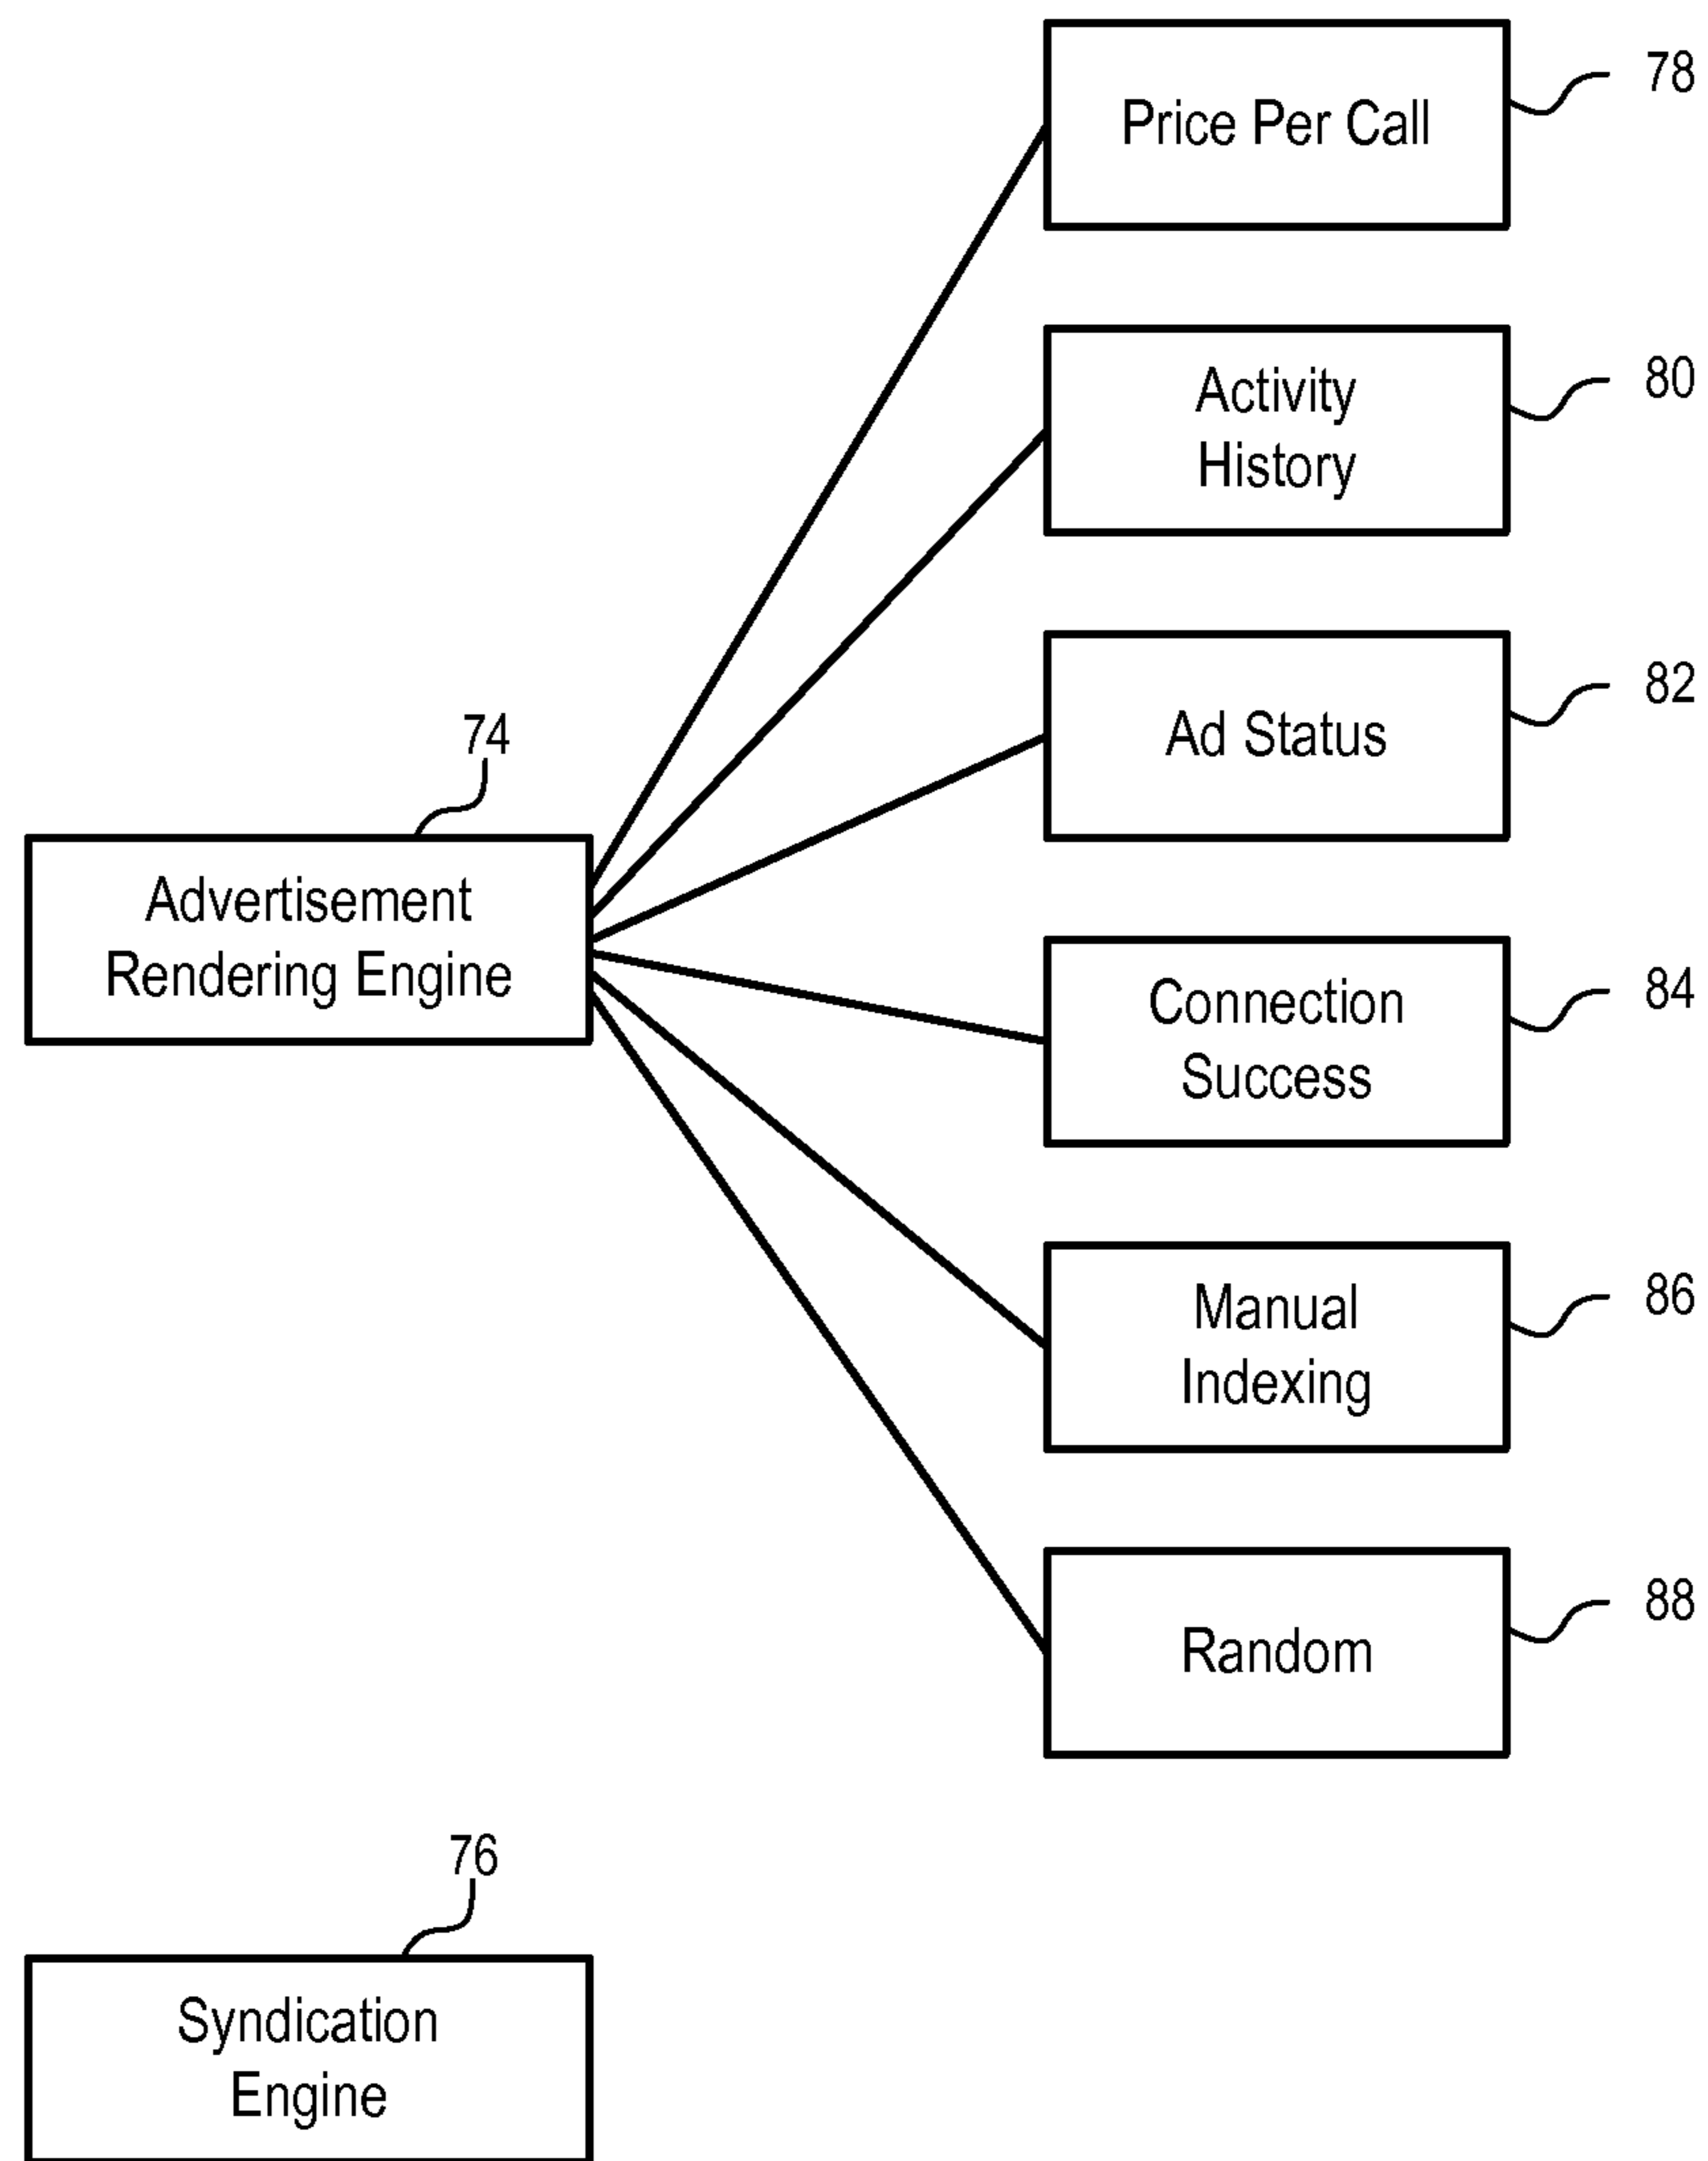 Price Per Call
78
Activity
History
80
Ad Status
82
74
Advertisement
Rendering Engine
Connection
Success
84
Manual
Indexing
86
Random
88
76
Syndication
Engine